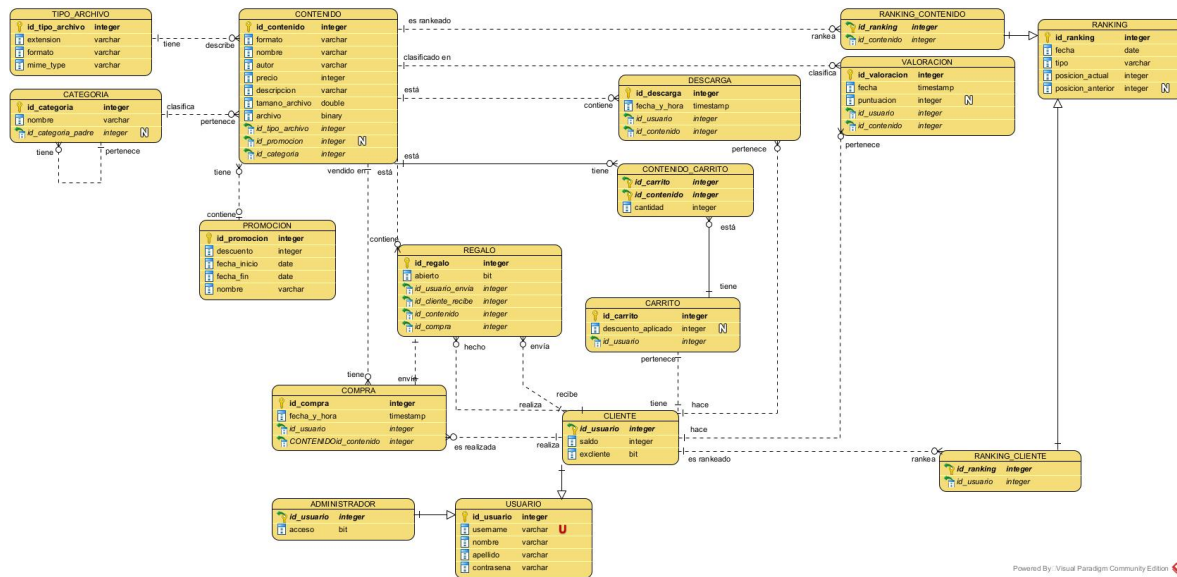 TIPO_ARCHIVO
id_tipo_archivo integer
extension varchar
formato varchar
mime_type varchar
tiene
describe
CONTENIDO
id_contenido integer
formato varchar
nombre varchar
autor varchar
precio integer
descripcion varchar
tamano_archivo double
archivo binary
id_tipo_archivo integer
id_promocion integer N
id_categoria integer
es rankeado
rankea
RANKING_CONTENIDO
id_ranking integer
id_contenido integer
RANKING
id_ranking integer
fecha date
tipo varchar
posicion_actual integer
posicion_anterior integer N
clasificado en
clasifica
VALORACION
id_valoracion integer
fecha timestamp
puntuacion integer N
id_usuario integer
id_contenido integer
pertenece
CATEGORIA
id_categoria integer
nombre varchar
id_categoria_padre integer N
clasifica
pertenece
tiene
pertenece
está
contiene
DESCARGA
id_descarga integer
fecha_y_hora timestamp
id_usuario integer
id_contenido integer
pertenece
está
tiene
CONTENIDO_CARRITO
id_carrito integer
id_contenido integer
cantidad integer
está
tiene
tiene
contiene
vendido en
está
PROMOCION
id_promocion integer
descuento integer
fecha_inicio date
fecha_fin date
nombre varchar
contiene
REGALO
id_regalo integer
abierto bit
id_usuario_envia integer
id_cliente_recibe integer
id_contenido integer
id_compra integer
hecho
envía
CARRITO
id_carrito integer
descuento_aplicado integer N
id_usuario integer
pertenece
tiene
tiene
envía
COMPRA
id_compra integer
fecha_y_hora timestamp
id_usuario integer
CONTENIDOid_contenido integer
es realizada
realiza
realiza
recibe
hace
hace
CLIENTE
id_usuario integer
saldo integer
excliente bit
es rankeado
rankea
RANKING_CLIENTE
id_ranking integer
id_usuario integer
ADMINISTRADOR
id_usuario integer
acceso bit
USUARIO
id_usuario integer
username varchar U
nombre varchar
apellido varchar
contrasena varchar
Powered By: Visual Paradigm Community Edition